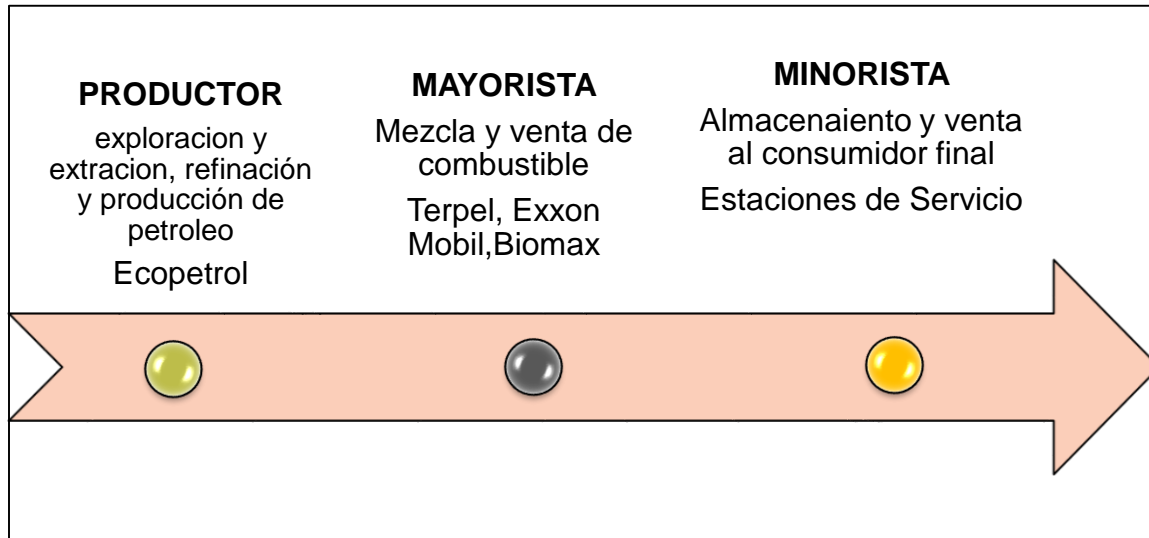 PRODUCTOR
exploracion y
extracion, refinación
y producción de
petroleo
Ecopetrol
MAYORISTA
Mezcla y venta de
combustible
Terpel, Exxon
Mobil,Biomax
MINORISTA
Almacenaiento y venta
al consumidor final
Estaciones de Servicio